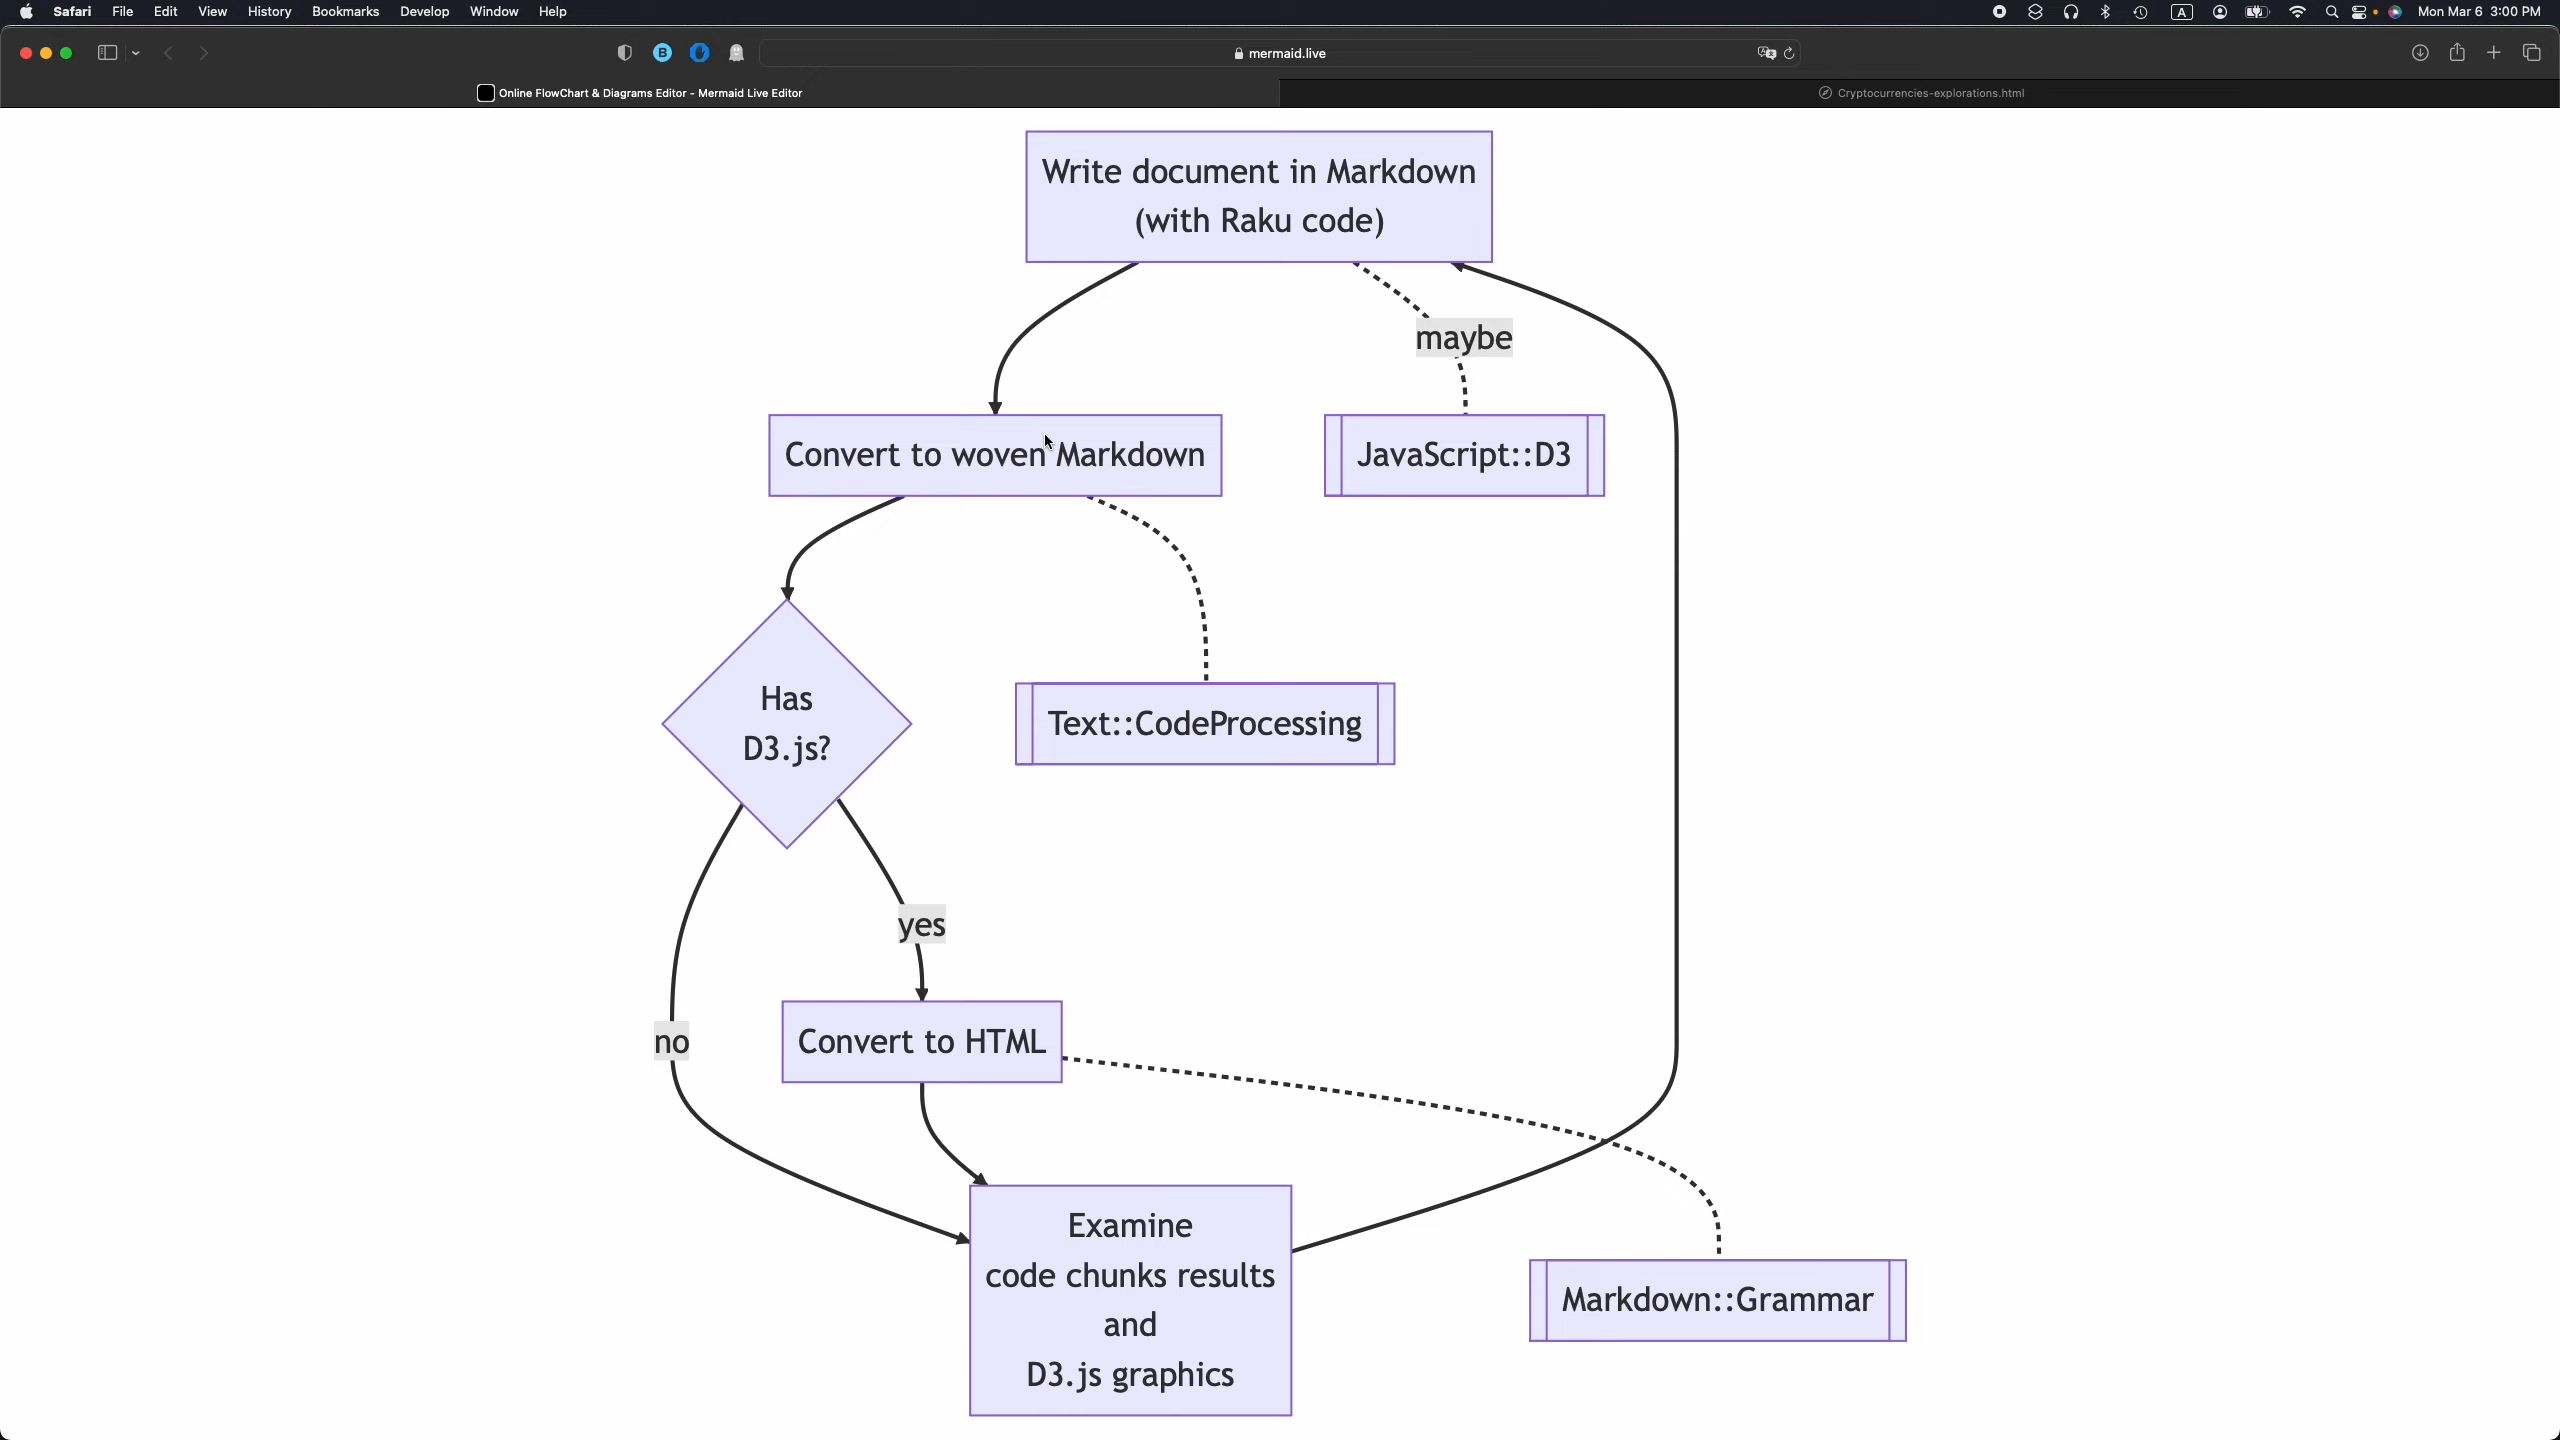 Safari File Edit View History Bookmarks Develop Window Help
A
Mon Mar 6 3:00 PM
B
mermaid.live
Online FlowChart & Diagrams Editor - Mermaid Live Editor
Cryptocurrencies-explorations.html
Write document in Markdown
(with Raku code)
maybe
Convert to woven Markdown
JavaScript::D3
Has
D3.js?
Text::CodeProcessing
yes
no
Convert to HTML
Examine
code chunks results
and
D3.js graphics
Markdown::Grammar